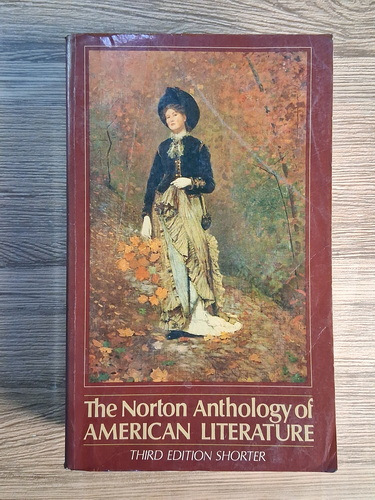 The Norton Anthology of
AMERICAN LITERATURE
THIRD EDITION SHORTER